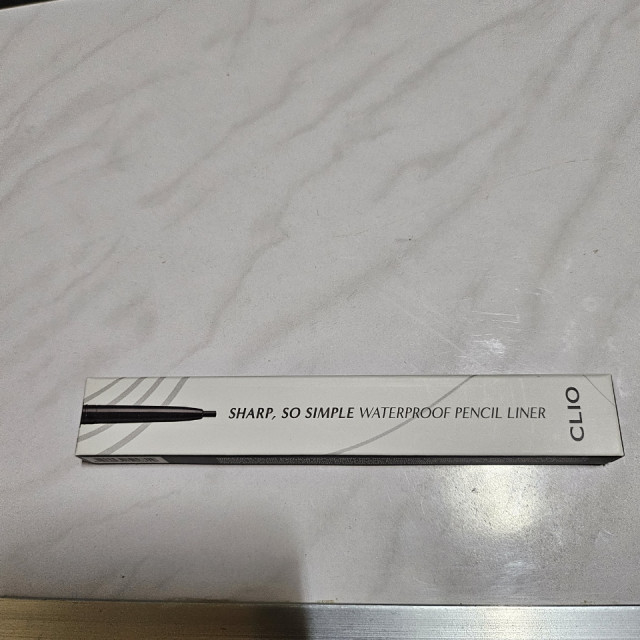 SHARP, SO SIMPLE WATERPROOF PENCIL LINER
CLIO